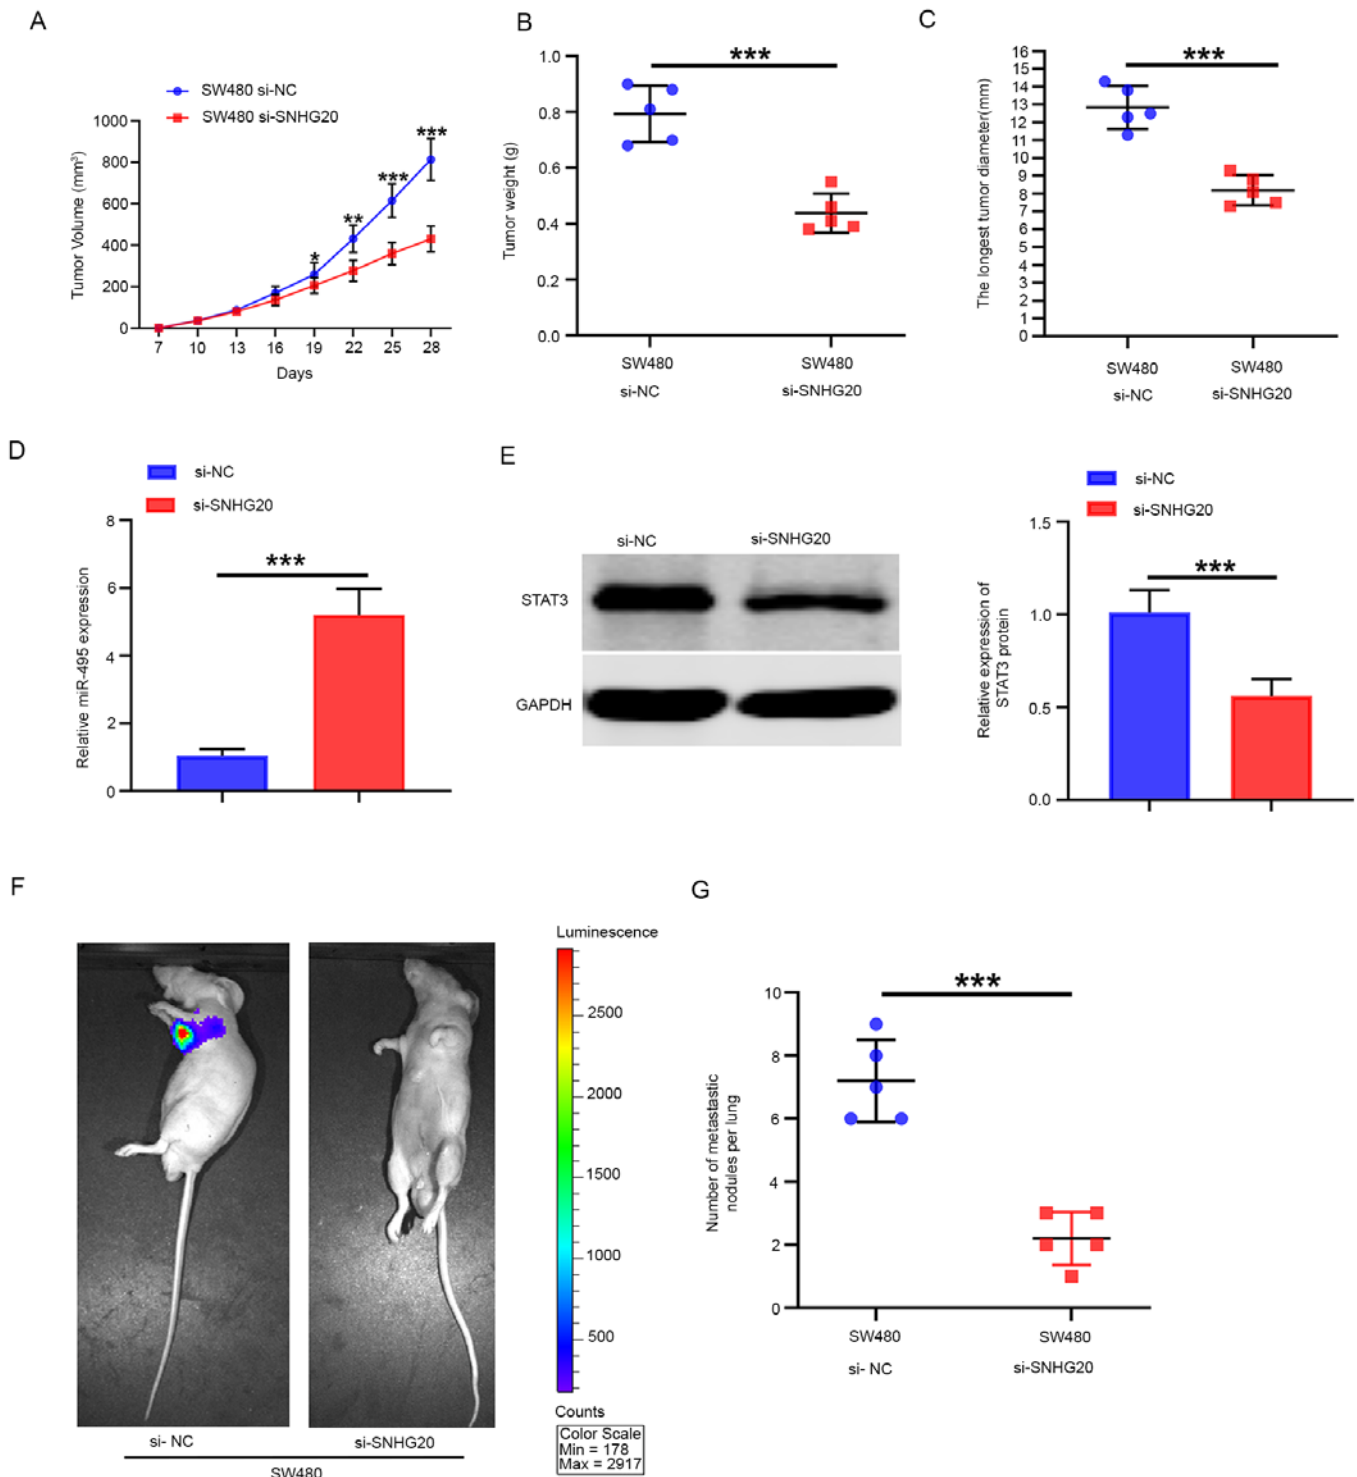 A
SW480 si-NC
SW480 si-SNHG20
Tumor Volume (mm³)
1000
800
600
400
200
0
*
**
***
***
7 10 13 16 19 22 25 28
Days
B
***
Tumor weight (g)
1.0
0.8
0.6
0.4
0.2
0.0
SW480 SW480
si-NC si-SNHG20
C
***
The longest tumor diameter(mm)
16
15
14
13
12
11
10
9
8
7
6
5
4
3
2
1
0
SW480 SW480
si-NC si-SNHG20
D
si-NC
si-SNHG20
***
Relative miR-495 expression
8
6
4
2
0
E
si-NC si-SNHG20
STAT3
GAPDH
si-NC
si-SNHG20
***
Relative expression of
STAT3 protein
1.5
1.0
0.5
0.0
F
si- NC si-SNHG20
SW480
Luminescence
2500
2000
1500
1000
500
Counts
Color Scale
Min = 178
Max = 2917
G
***
Number of metastastic
nodules per lung
10
8
6
4
2
0
SW480 SW480
si- NC si-SNHG20